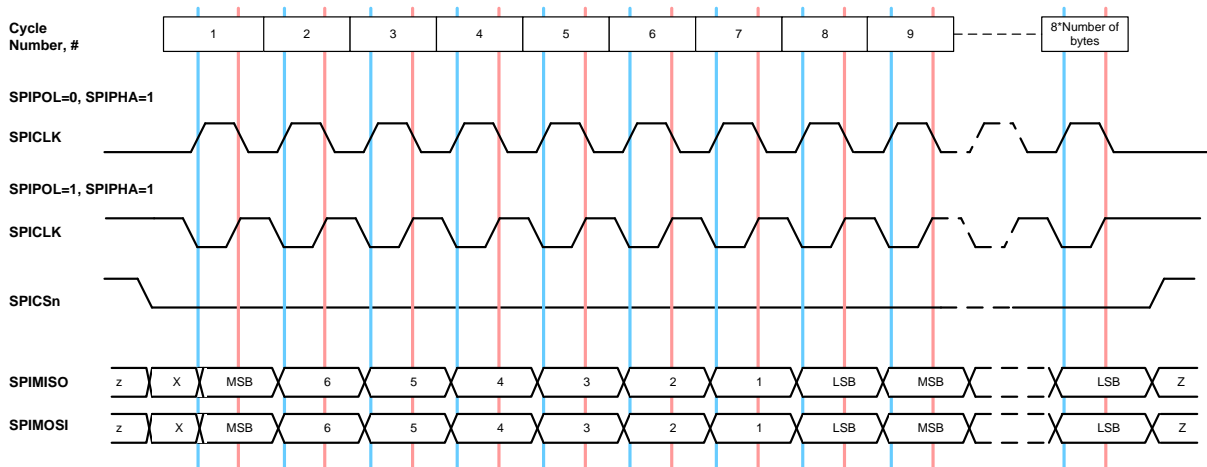 Cycle
Number, #
1 2 3 4 5 6 7 8 9 8*Number of
bytes
SPIPOL=0, SPIPHA=1
SPICLK
SPIPOL=1, SPIPHA=1
SPICLK
SPICSn
SPIMISO z X MSB 6 5 4 3 2 1 LSB MSB LSB Z
SPIMOSI z X MSB 6 5 4 3 2 1 LSB MSB LSB Z